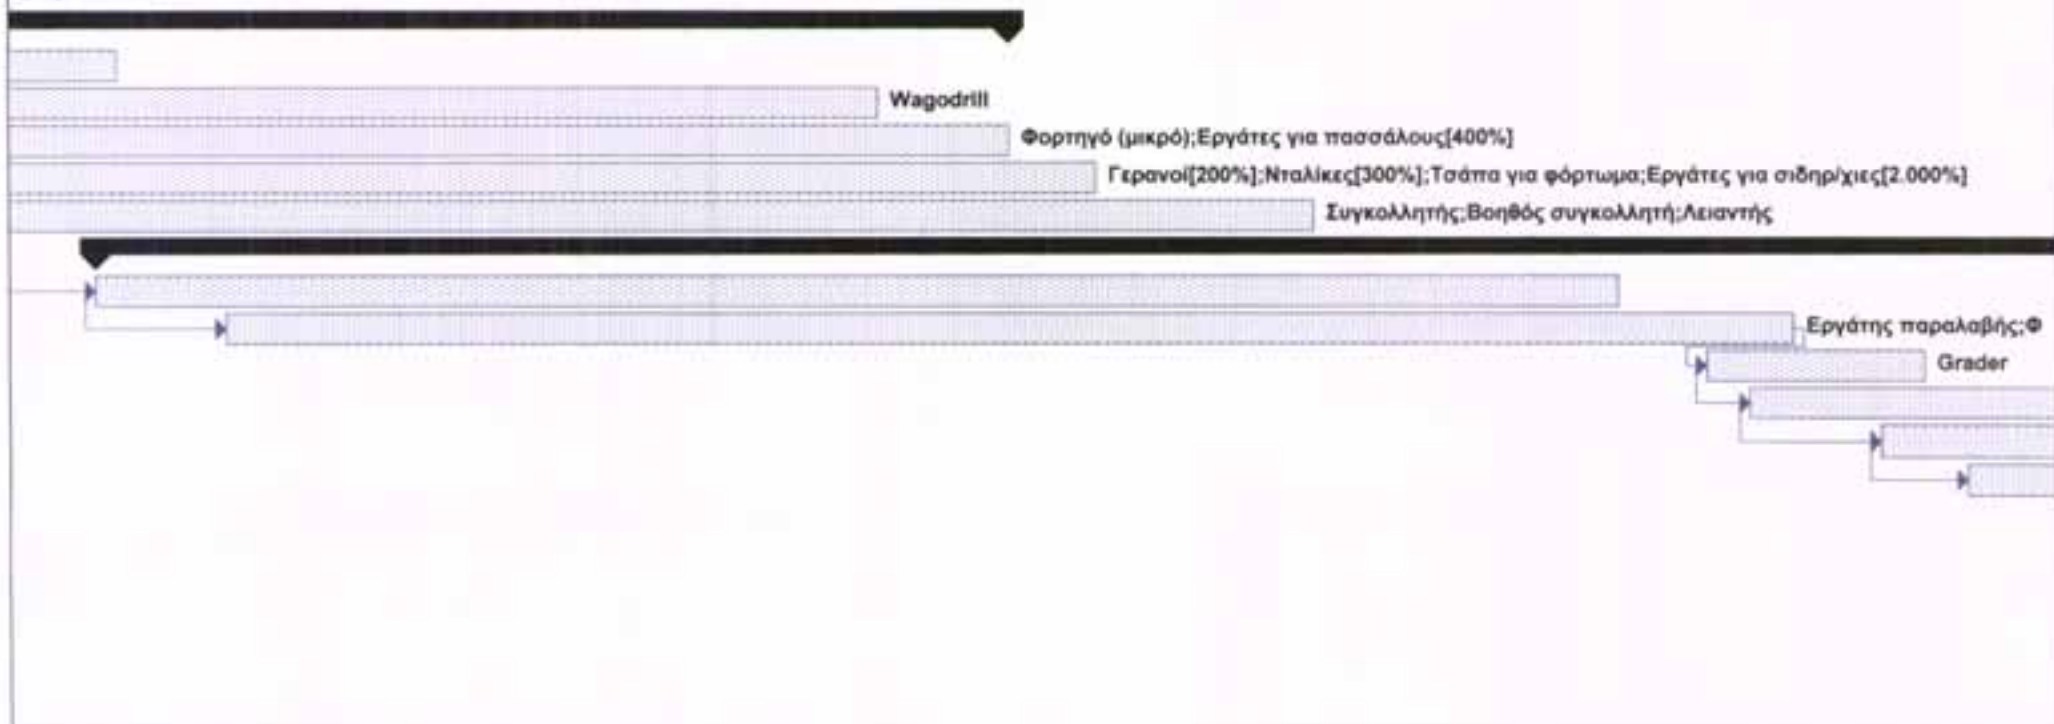 Wagodrill
Φορτηγό (μικρό);Εργάτες για πασσάλους[400%]
Γερανοί[200%];Νταλίκες[300%];Τσάπα για φόρτωμα;Εργάτες για σιδηρ/χιες[2.000%]
Συγκολλητής;Βοηθός συγκολλητή;Λειαντής
Εργάτης παραλαβής;Φ
Grader